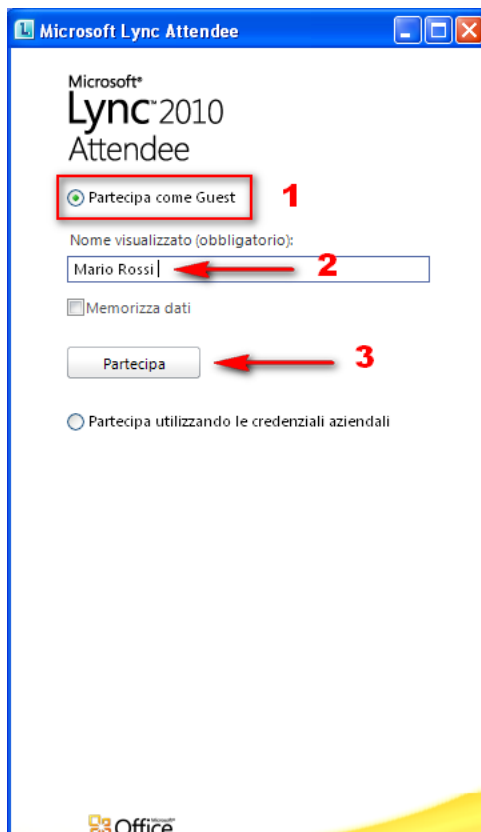 Microsoft Lync Attendee
Microsoft®
Lync™ 2010
Attendee
Partecipa come Guest 1
Nome visualizzato (obbligatorio):
Mario Rossi 2
Memorizza dati
Partecipa 3
Partecipa utilizzando le credenziali aziendali
Microsoft®
Office